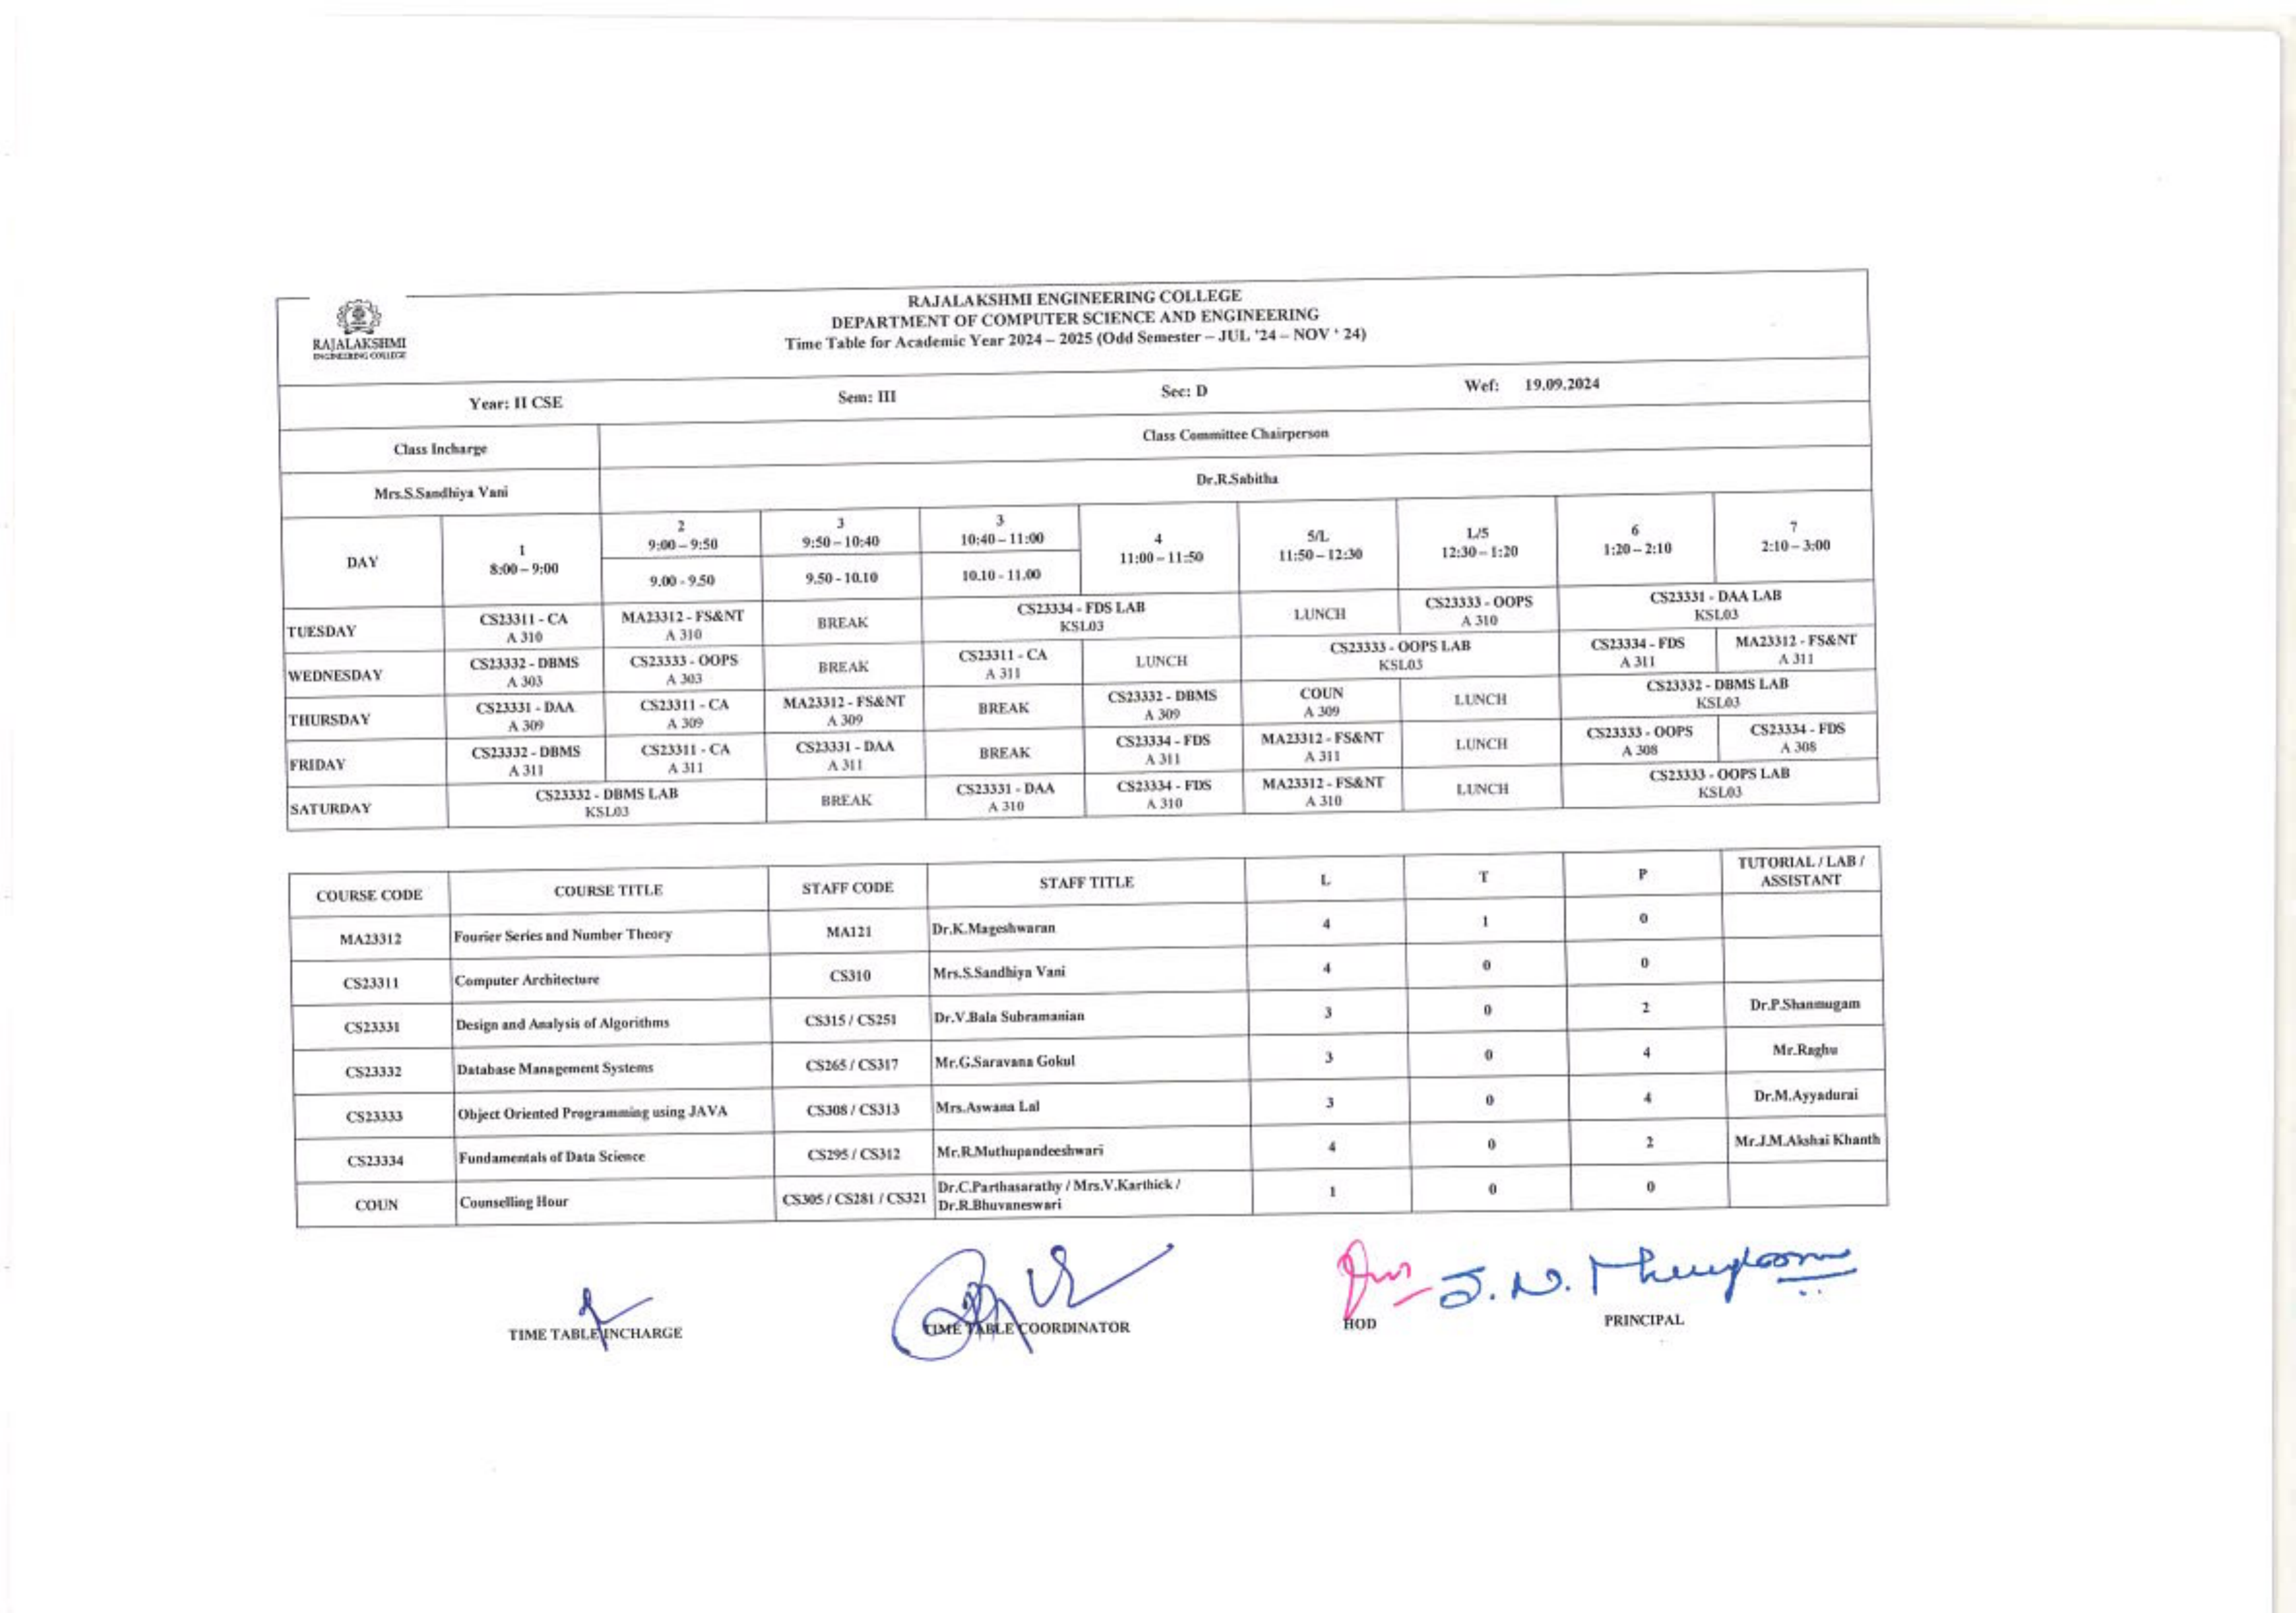 RAJALAKSHMI
ENGINEERING COLLEGE
RAJALAKSHMI ENGINEERING COLLEGE
DEPARTMENT OF COMPUTER SCIENCE AND ENGINEERING
Time Table for Academic Year 2024 – 2025 (Odd Semester – JUL '24 – NOV ' 24)
Year: II CSE Sem: III Sec: D Wef: 19.09.2024
Class Incharge Class Committee Chairperson
Mrs.S.Sandhiya Vani Dr.R.Sabitha
DAY 1 2 3 3 4 5/L L/5 6 7
8:00 – 9:00 9:00 – 9:50 9:50 – 10:40 10:40 – 11:00 11:00 – 11:50 11:50 – 12:30 12:30 – 1:20 1:20 – 2:10 2:10 – 3:00
9.00 - 9.50 9.50 - 10.10 10.10 - 11.00
TUESDAY CS23311 - CA MA23312 - FS&NT BREAK CS23334 - FDS LAB LUNCH CS23333 - OOPS CS23331 - DAA LAB
A 310 A 310 KSL03 A 310 KSL03
WEDNESDAY CS23332 - DBMS CS23333 - OOPS BREAK CS23311 - CA LUNCH CS23333 - OOPS LAB CS23334 - FDS MA23312 - FS&NT
A 303 A 303 A 311 KSL03 A 311 A 311
THURSDAY CS23331 - DAA CS23311 - CA MA23312 - FS&NT BREAK CS23332 - DBMS COUN LUNCH CS23332 - DBMS LAB
A 309 A 309 A 309 A 309 A 309 KSL03
FRIDAY CS23332 - DBMS CS23311 - CA CS23331 - DAA BREAK CS23334 - FDS MA23312 - FS&NT LUNCH CS23333 - OOPS CS23334 - FDS
A 311 A 311 A 311 A 311 A 311 A 308 A 308
SATURDAY CS23332 - DBMS LAB BREAK CS23331 - DAA CS23334 - FDS MA23312 - FS&NT LUNCH CS23333 - OOPS LAB
KSL03 A 310 A 310 A 310 KSL03
COURSE CODE COURSE TITLE STAFF CODE STAFF TITLE L T P TUTORIAL / LAB / ASSISTANT
MA23312 Fourier Series and Number Theory MA121 Dr.K.Mageshwaran 4 1 0
CS23311 Computer Architecture CS310 Mrs.S.Sandhiya Vani 4 0 0
CS23331 Design and Analysis of Algorithms CS315 / CS251 Dr.V.Bala Subramanian 3 0 2 Dr.P.Shanmugam
CS23332 Database Management Systems CS265 / CS317 Mr.G.Saravana Gokul 3 0 4 Mr.Raghu
CS23333 Object Oriented Programming using JAVA CS308 / CS313 Mrs.Aswana Lal 3 0 4 Dr.M.Ayyadurai
CS23334 Fundamentals of Data Science CS295 / CS312 Mr.R.Muthupandeeshwari 4 0 2 Mr.J.M.Akshai Khanth
COUN Counselling Hour CS305 / CS281 / CS321 Dr.C.Parthasarathy / Mrs.V.Karthick / 1 0 0
Dr.R.Bhuvaneswari
TIME TABLE INCHARGE TIME TABLE COORDINATOR HOD PRINCIPAL